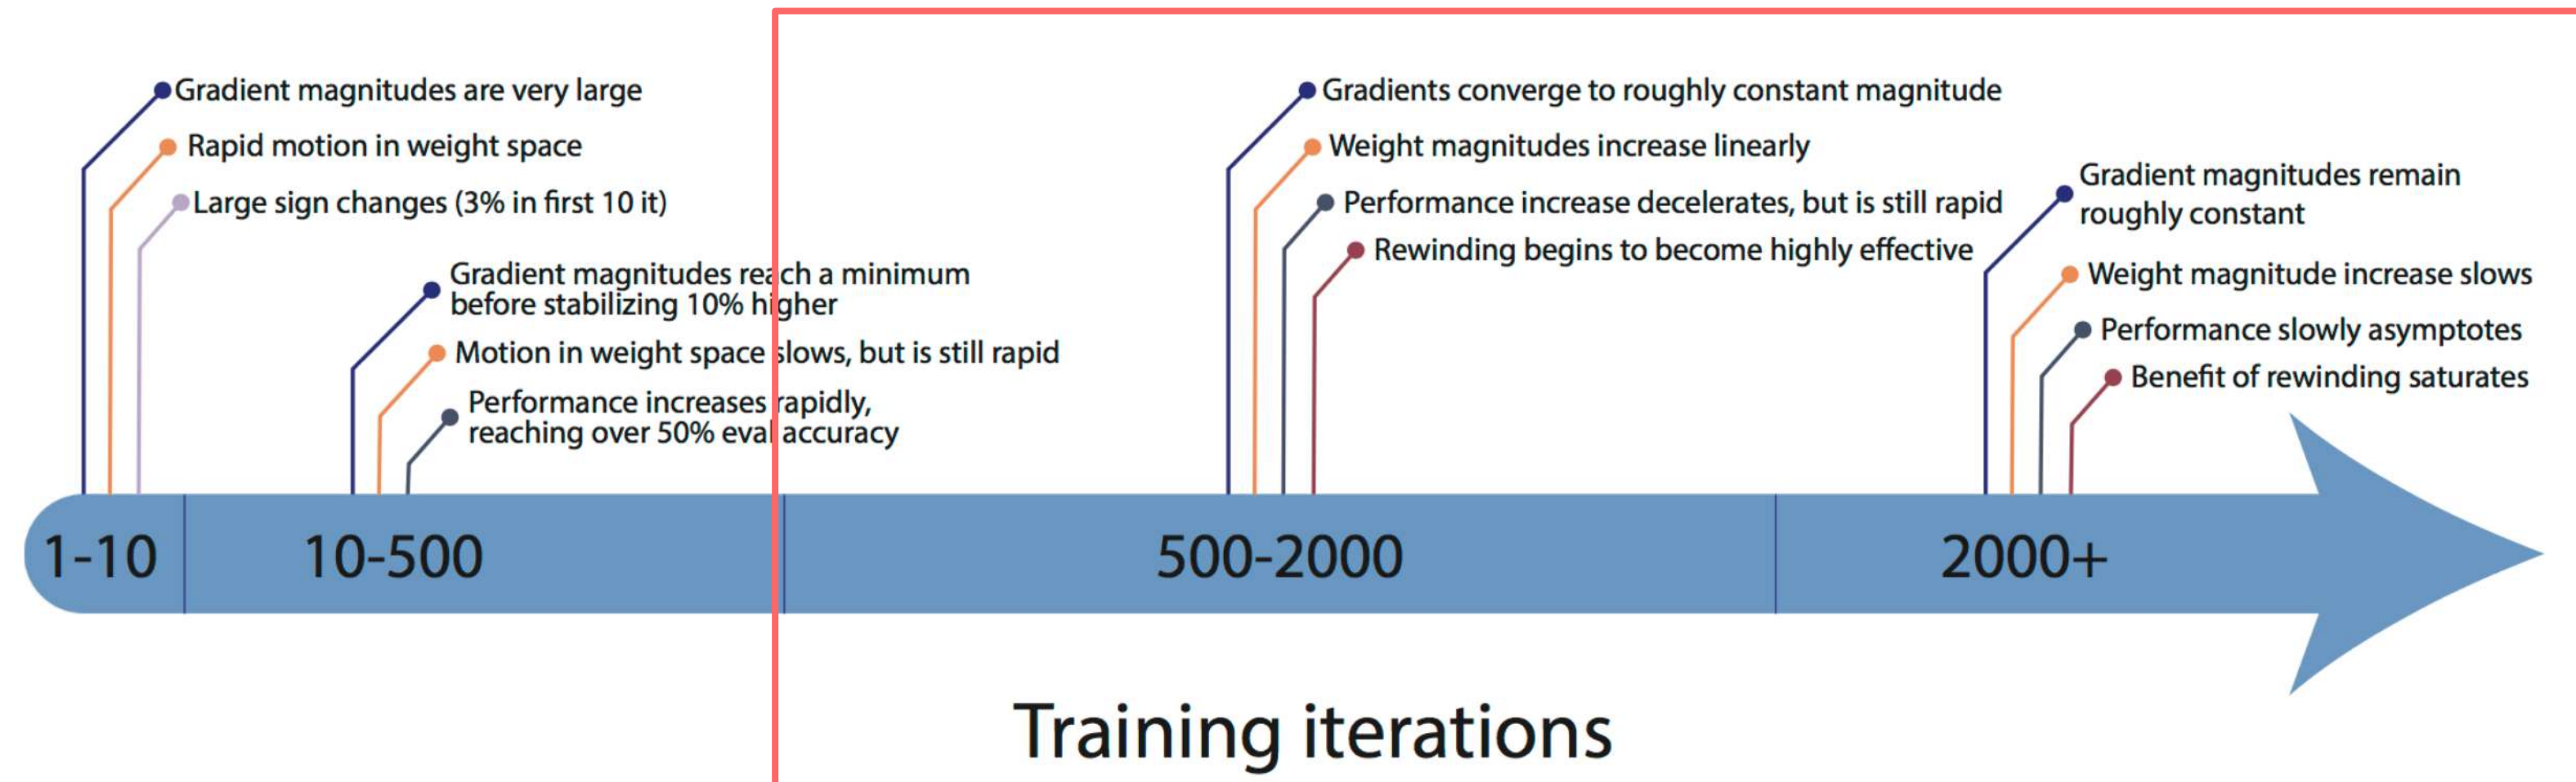 Gradient magnitudes are very large
Rapid motion in weight space
Large sign changes (3% in first 10 it)
Gradient magnitudes reach a minimum
before stabilizing 10% higher
Motion in weight space slows, but is still rapid
Performance increases rapidly,
reaching over 50% eval accuracy
Gradients converge to roughly constant magnitude
Weight magnitudes increase linearly
Performance increase decelerates, but is still rapid
Rewinding begins to become highly effective
Gradient magnitudes remain
roughly constant
Weight magnitude increase slows
Performance slowly asymptotes
Benefit of rewinding saturates
1-10
10-500
500-2000
2000+
Training iterations